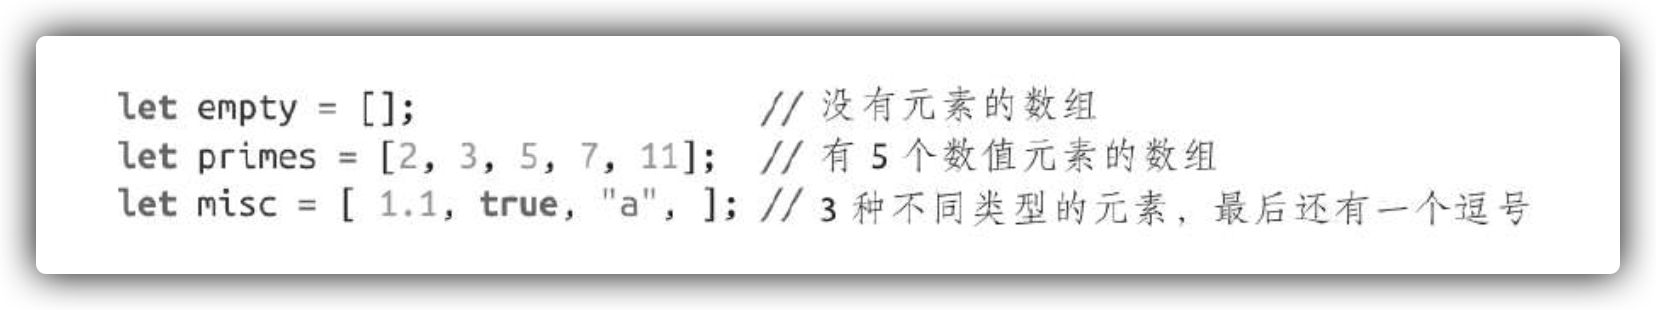 let empty = [];                 // 没有元素的数组
let primes = [2, 3, 5, 7, 11];  // 有 5 个数值元素的数组
let misc = [ 1.1, true, "a", ]; // 3 种不同类型的元素，最后还有一个逗号